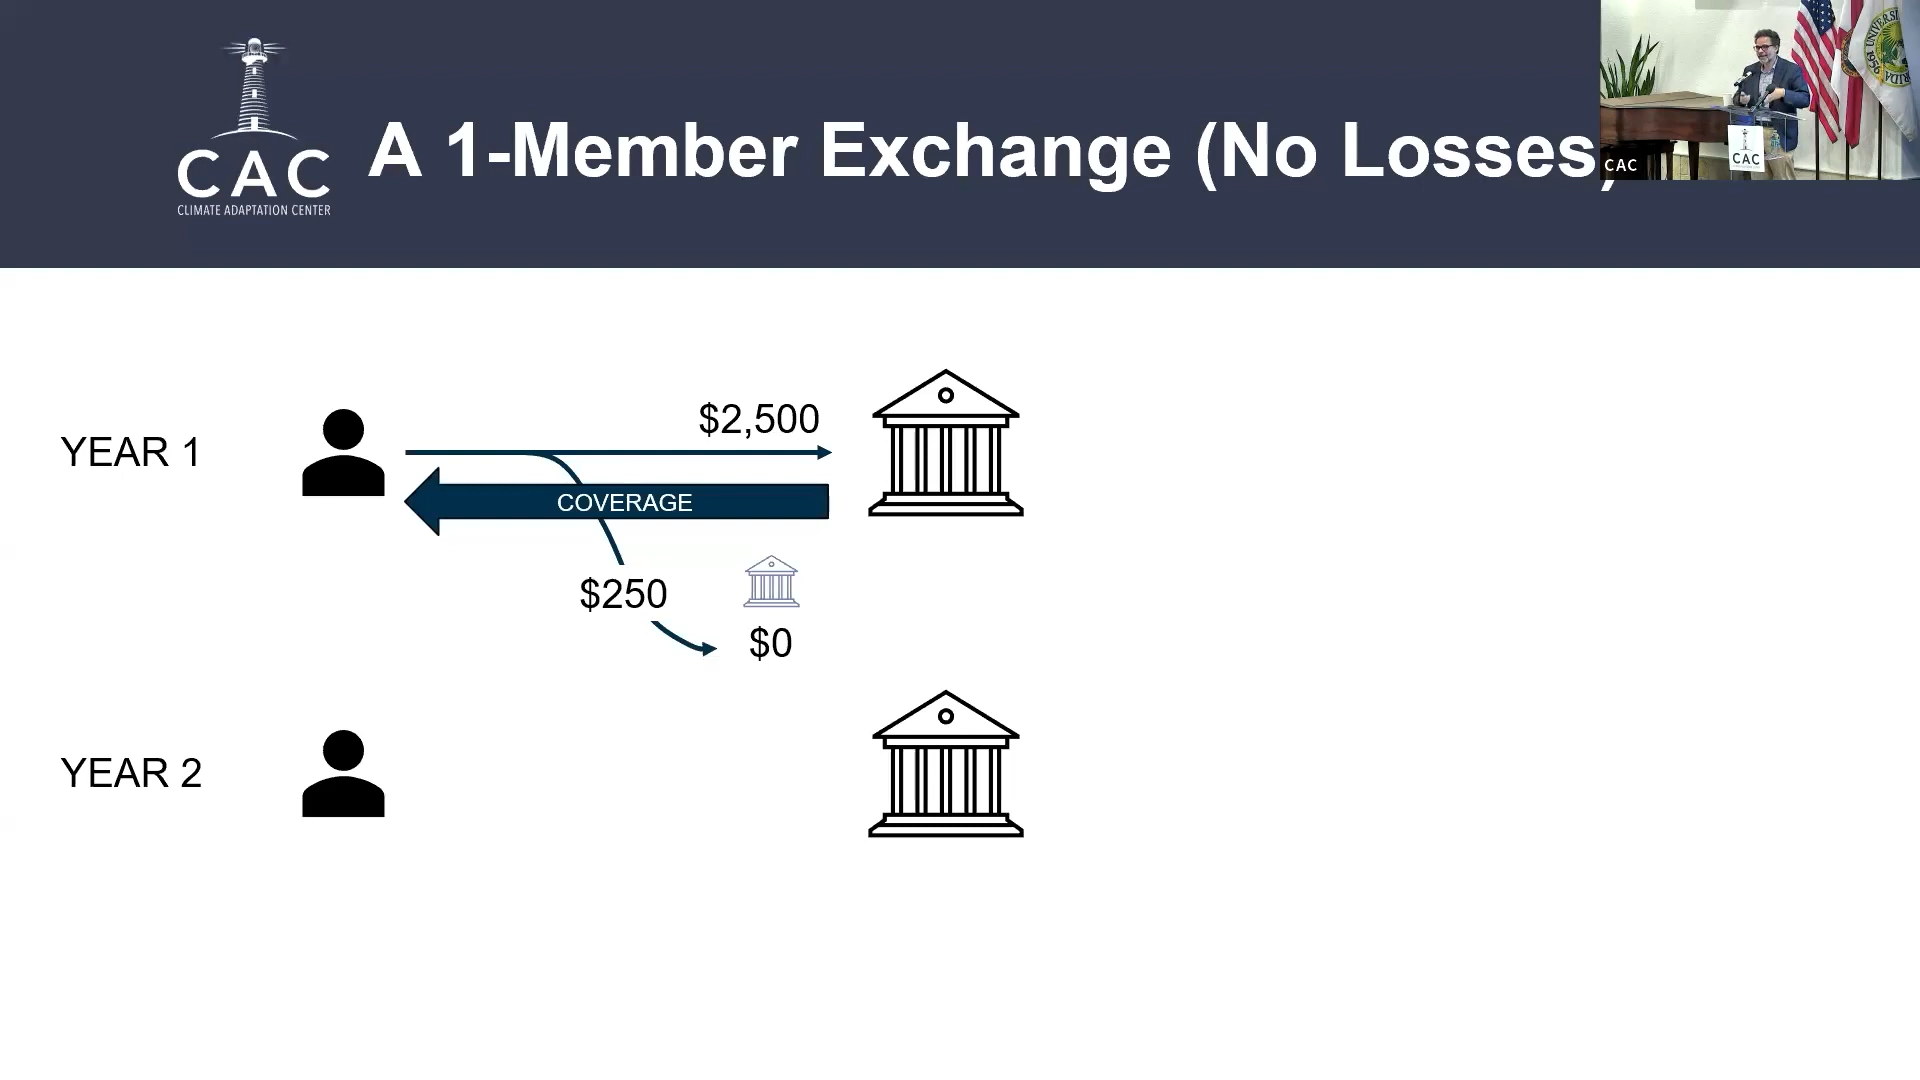 CAC
CLIMATE ADAPTATION CENTER
A 1-Member Exchange (No Losses)
CAC
CAC
YEAR 1
$2,500
COVERAGE
$250
$0
YEAR 2